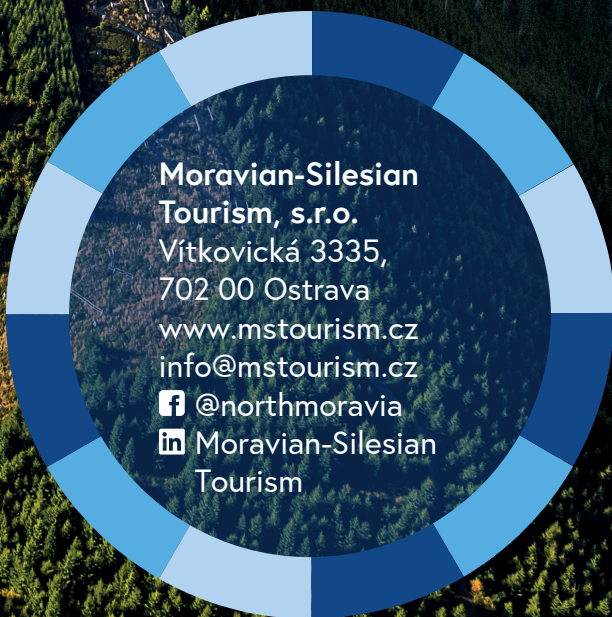 Moravian-Silesian
Tourism, s.r.o.
Vítkovická 3335,
702 00 Ostrava
www.mstourism.cz
info@mstourism.cz
@northmoravia
Moravian-Silesian
Tourism